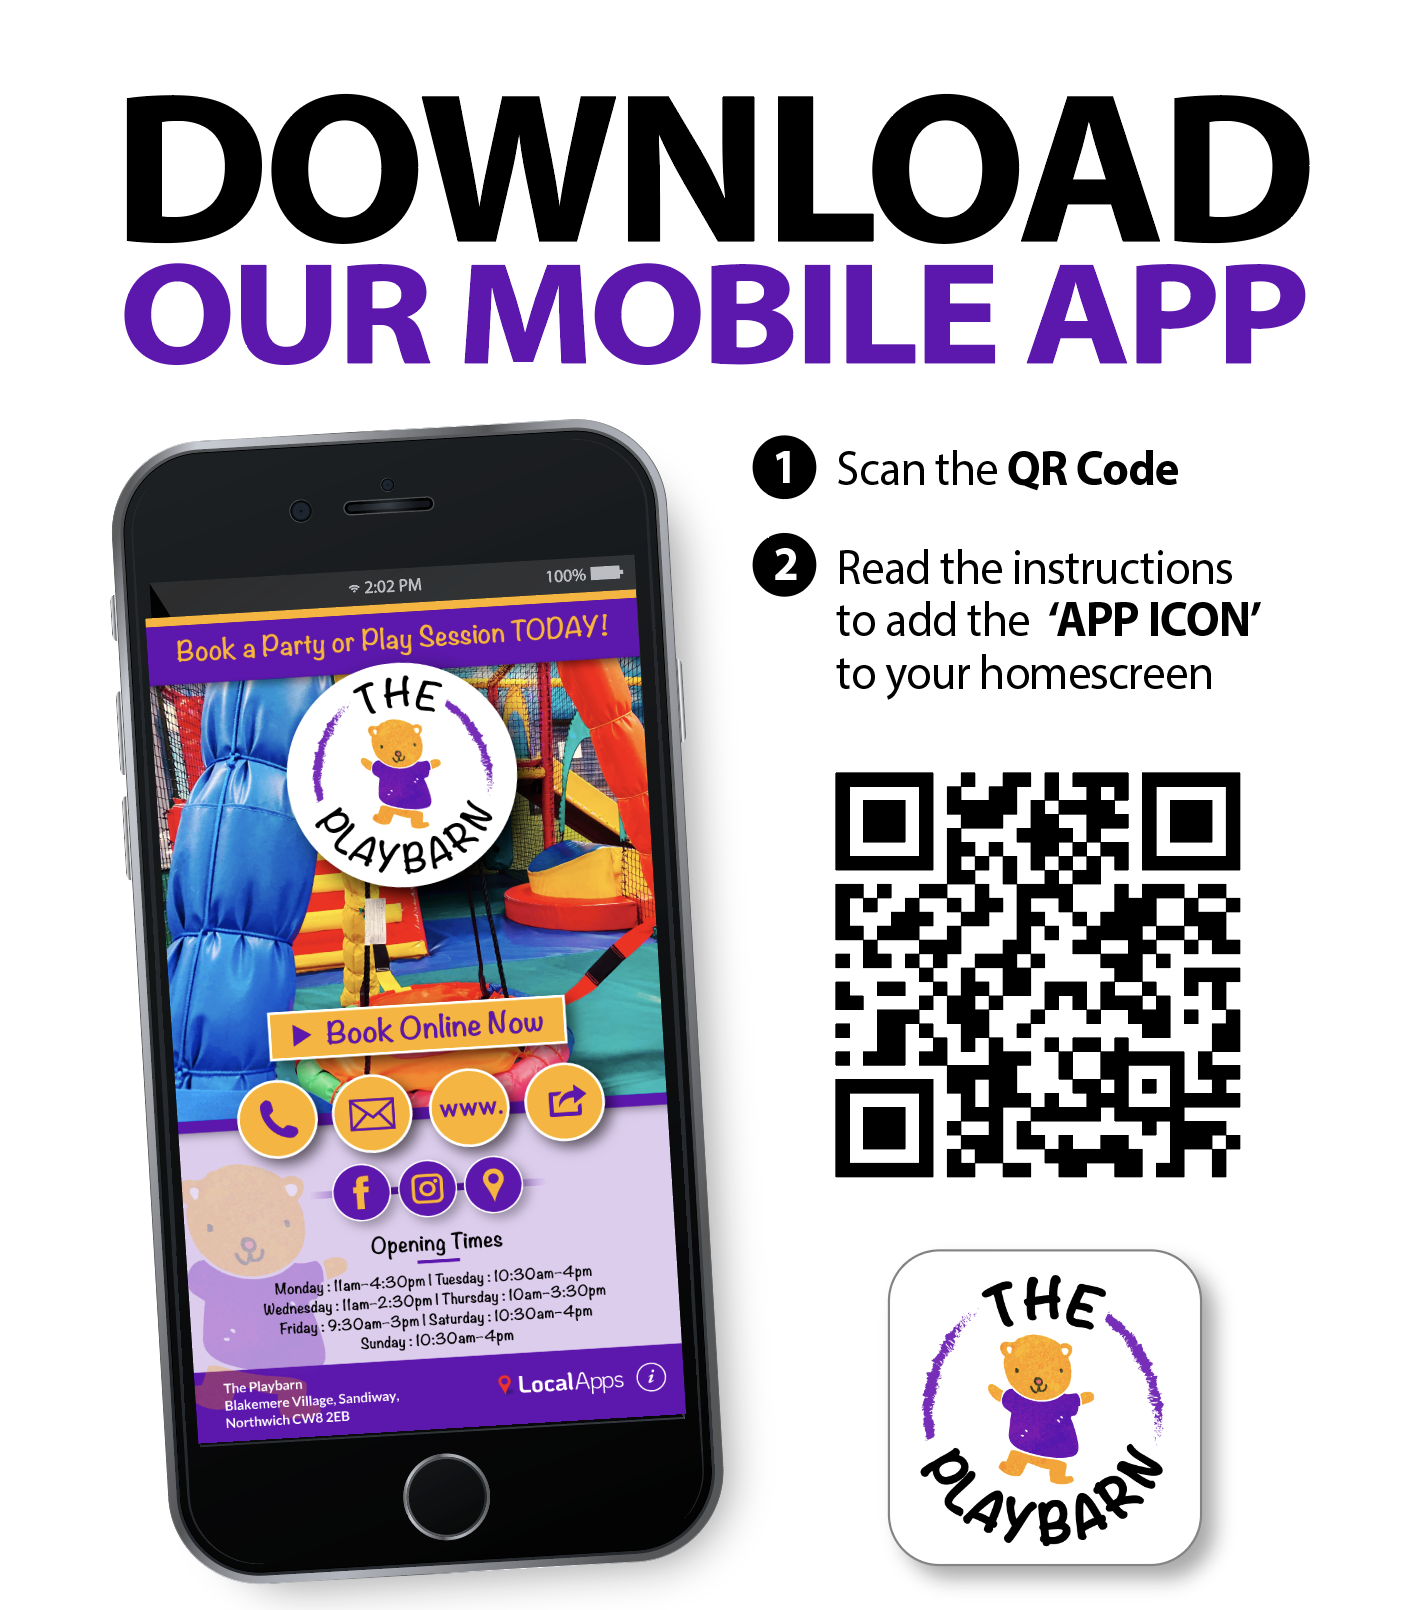 DOWNLOAD
OUR MOBILE APP
1 Scan the QR Code
2 Read the instructions
to add the 'APP ICON'
to your homescreen
2:02 PM 100%
Book a Party or Play Session TODAY!
THE
PLAYBARN
Book Online Now
www.
f
Opening Times
Monday : 11am-4:30pm | Tuesday : 10:30am-4pm
Wednesday : 11am-2:30pm | Thursday : 10am-3:30pm
Friday : 9:30am-3pm | Saturday : 10:30am-4pm
Sunday : 10:30am-4pm
The Playbarn
Blakemere Village, Sandiway,
Northwich CW8 2EB
LocalApps i
THE
PLAYBARN